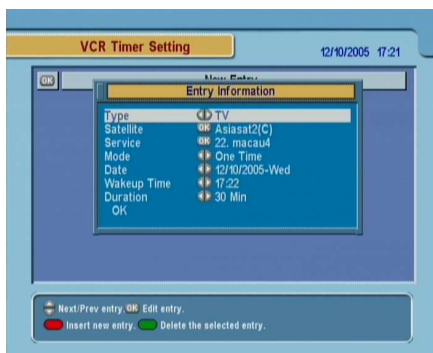 VCR Timer Setting
12/10/2005 17:21
OK New Entry
Entry Information
Type TV
Satellite OK Asiasat2(C)
Service OK 22. macau4
Mode One Time
Date 12/10/2005-Wed
Wakeup Time 17:22
Duration 30 Min
OK
Next/Prev entry. OK Edit entry.
Insert new entry. Delete the selected entry.